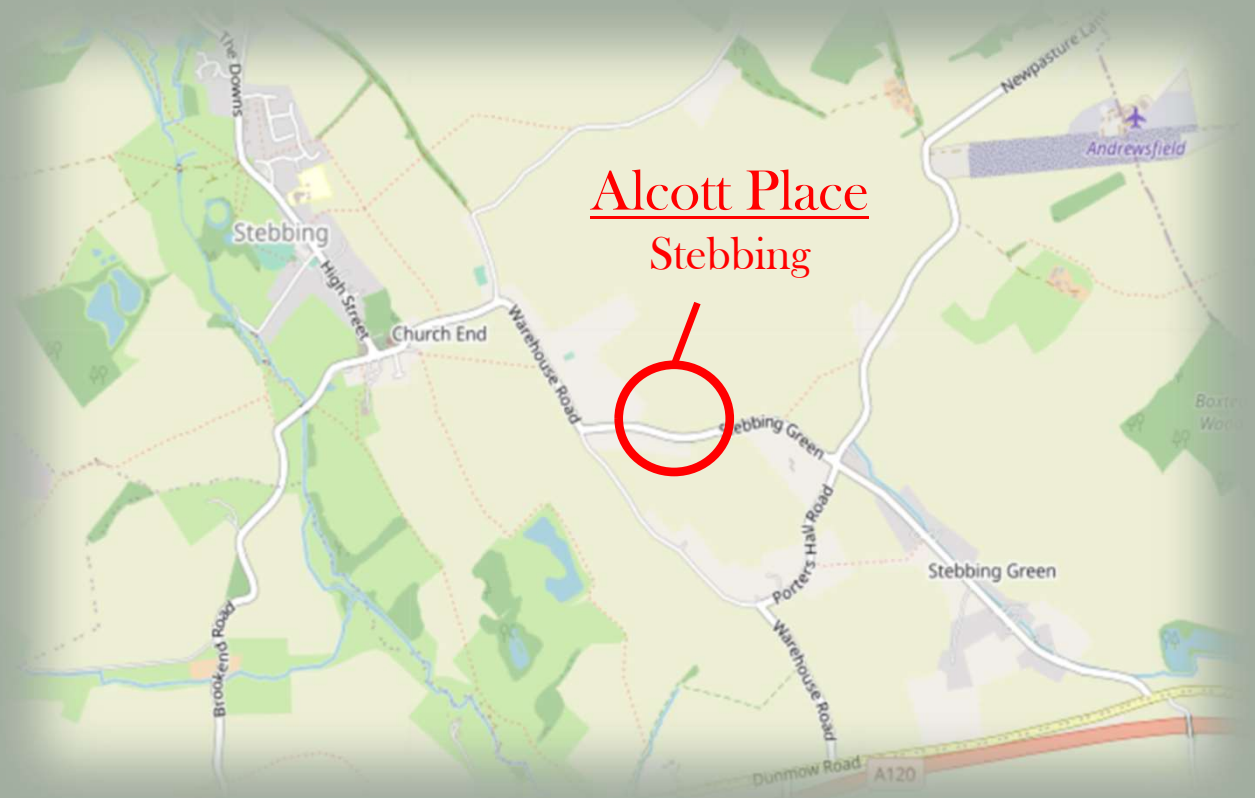 The Downs
Newpasture Lane
Andrewsfield
Alcott Place
Stebbing
Stebbing
High Street
Church End
Warehouse Road
Stebbing Green
Porters Hall Road
Stebbing Green
Brookend Road
Warehouse Road
Dunmow Road
A120